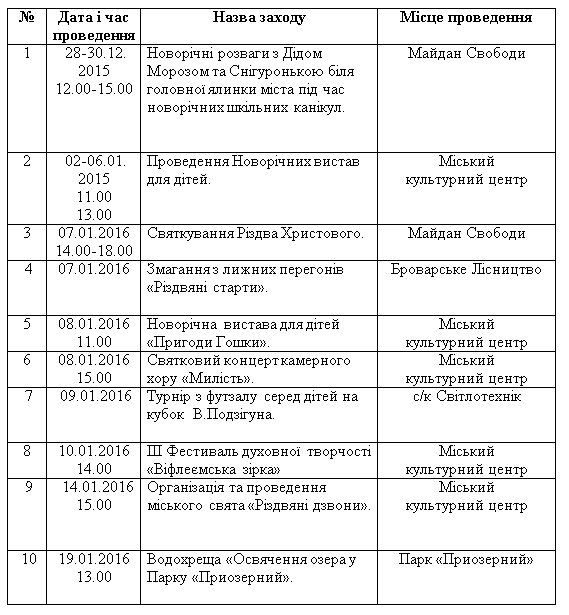 №
Дата і час
проведення
Назва заходу
Місце проведення
1
28-30.12.
2015
12.00-15.00
Новорічні розваги з Дідом
Морозом та Снігуронькою біля
головної ялинки міста під час
новорічних шкільних канікул.
Майдан Свободи
2
02-06.01.
2015
11.00
13.00
Проведення Новорічних вистав
для дітей.
Міський
культурний центр
3
07.01.2016
14.00-18.00
Святкування Різдва Христового.
Майдан Свободи
4
07.01.2016
Змагання з лижних перегонів
«Різдвяні старти».
Броварське Лісництво
5
08.01.2016
11.00
Новорічна вистава для дітей
«Пригоди Гошки».
Міський
культурний центр
6
08.01.2016
15.00
Святковий концерт камерного
хору «Милість».
Міський
культурний центр
7
09.01.2016
Турнір з футзалу серед дітей на
кубок В.Подзігуна.
с/к Світлотехнік
8
10.01.2016
14.00
ІІІ Фестиваль духовної творчості
«Віфлеємська зірка»
Міський
культурний центр
9
14.01.2016
15.00
Організація та проведення
міського свята «Різдвяні дзвони».
Міський
культурний центр
10
19.01.2016
13.00
Водохреща «Освячення озера у
Парку «Приозерний».
Парк «Приозерний»